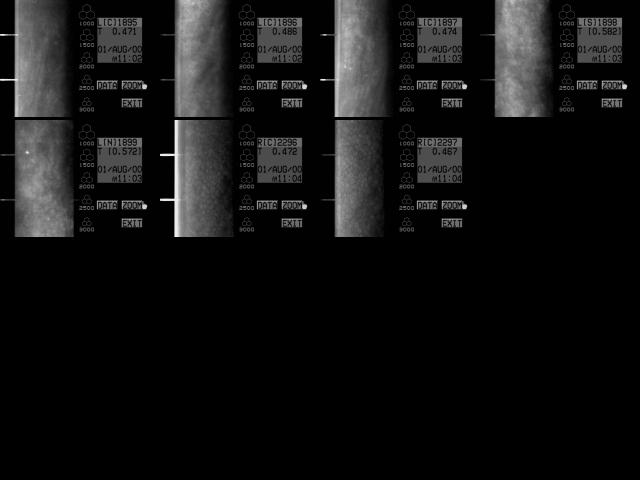 L[C]1895
1000
T 0.471
1500
01/AUG/00
m11:02
2000
DATA ZOOM
2500
EXIT
3000
L[C]1896
1000
T 0.486
1500
01/AUG/00
m11:02
2000
DATA ZOOM
2500
EXIT
3000
L[C]1897
1000
T 0.474
1500
01/AUG/00
m11:03
2000
DATA ZOOM
2500
EXIT
3000
L[S]1898
1000
T [0.582]
1500
01/AUG/00
m11:03
2000
DATA ZOOM
2500
EXIT
3000
L[N]1899
1000
T [0.572]
1500
01/AUG/00
m11:03
2000
DATA ZOOM
2500
EXIT
3000
R[C]2296
1000
T 0.472
1500
01/AUG/00
m11:04
2000
DATA ZOOM
2500
EXIT
3000
R[C]2297
1000
T 0.467
1500
01/AUG/00
m11:04
2000
DATA ZOOM
2500
EXIT
3000